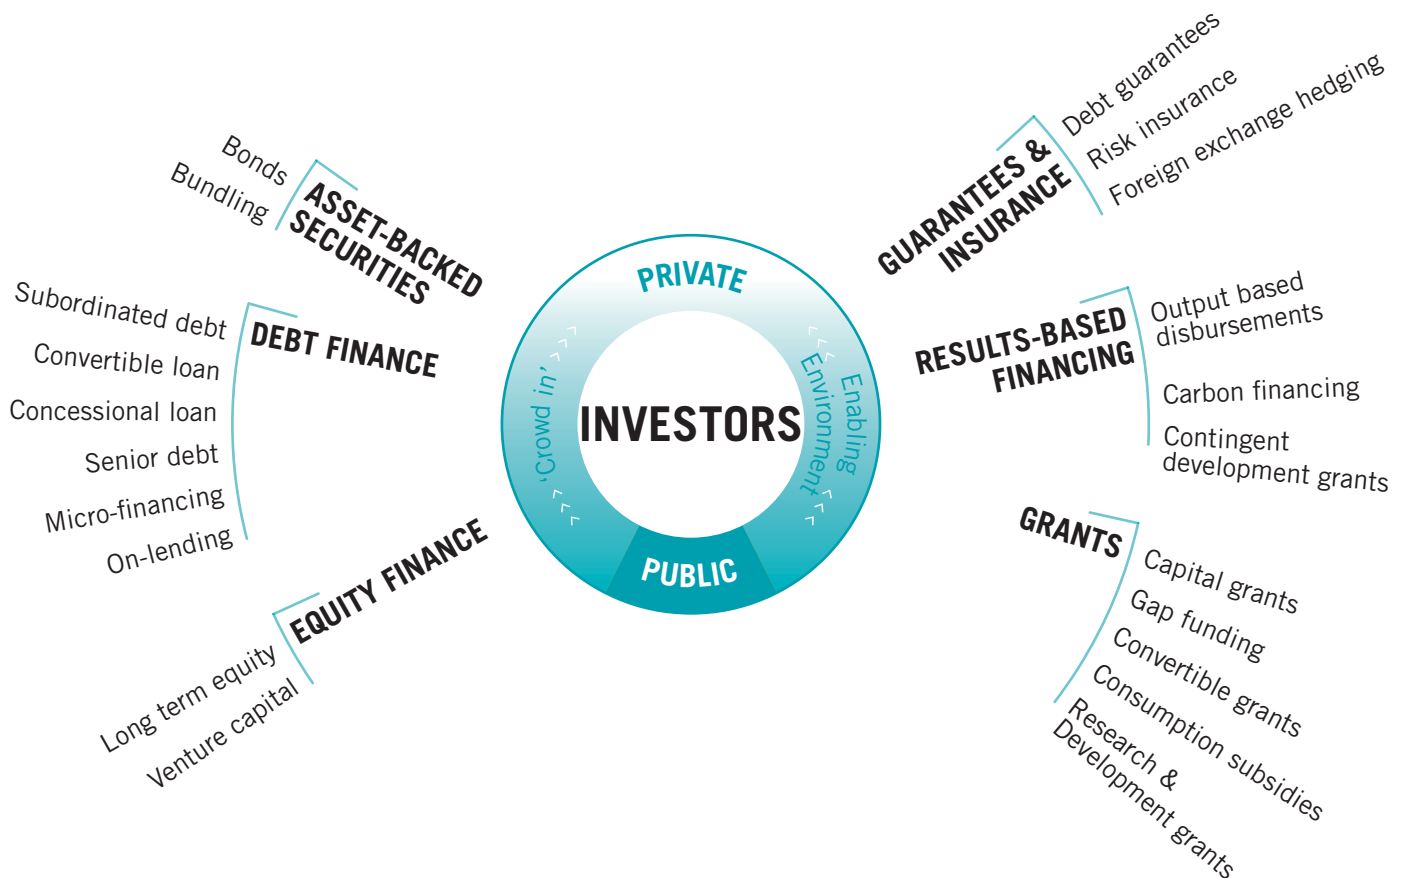 Bonds
Bundling
ASSET-BACKED
SECURITIES
Subordinated debt
Convertible loan
Concessional loan
Senior debt
Micro-financing
On-lending
DEBT FINANCE
EQUITY FINANCE
Long term equity
Venture capital
PRIVATE
'Crowd in'
INVESTORS
Enabling
Environment
PUBLIC
GUARANTEES &
INSURANCE
Debt guarantees
Risk insurance
Foreign exchange hedging
RESULTS-BASED
FINANCING
Output based
disbursements
Carbon financing
Contingent
development grants
GRANTS
Capital grants
Gap funding
Convertible grants
Consumption subsidies
Research &
Development grants